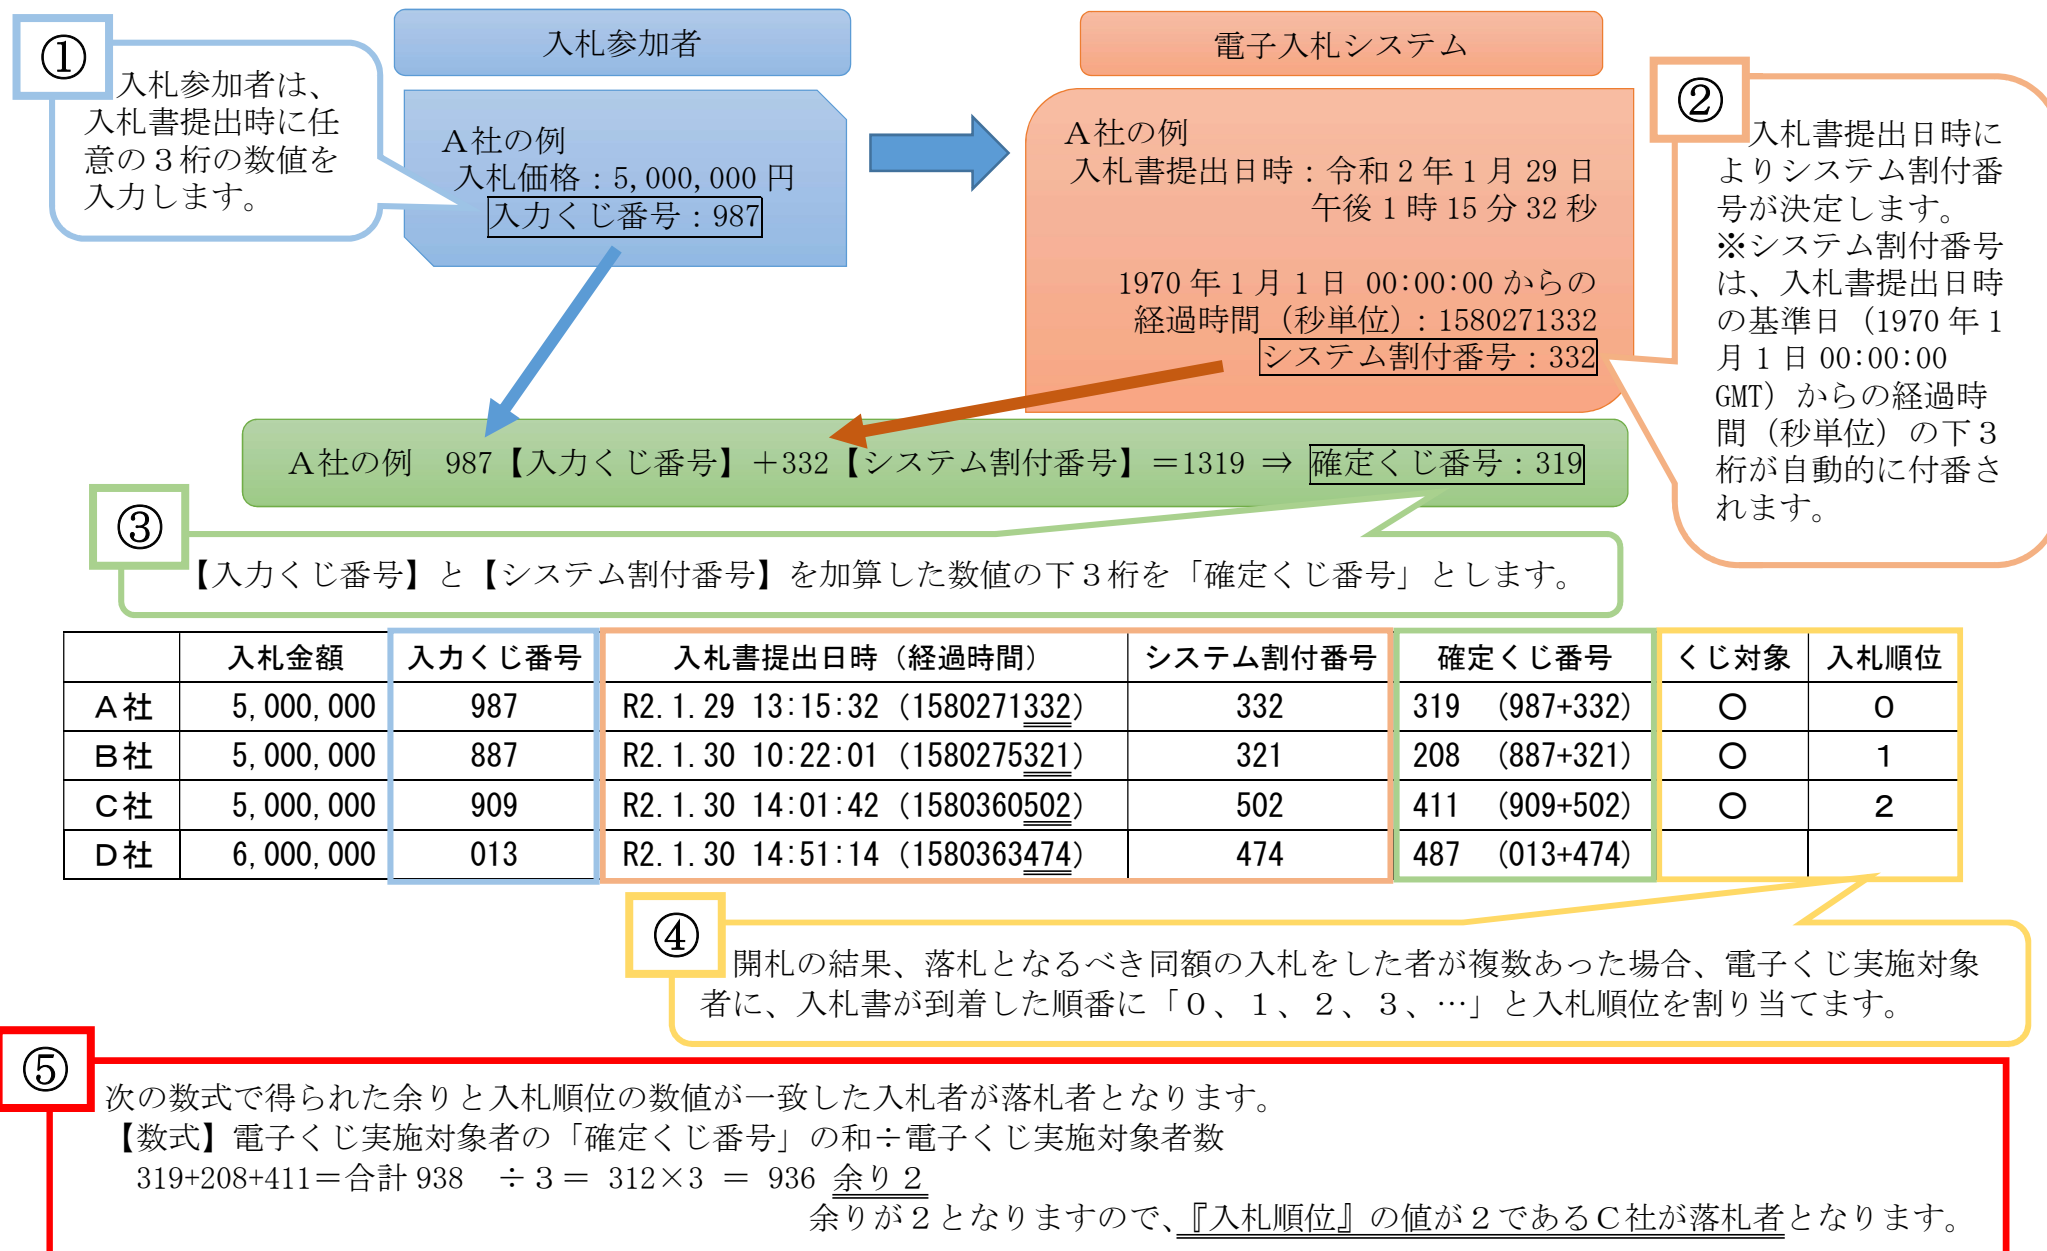 ①
入札参加者は、
入札書提出時に任
意の３桁の数値を
入力します。
入札参加者
Ａ社の例
入札価格：5,000,000 円
入力くじ番号：987
電子入札システム
Ａ社の例
入札書提出日時：令和２年１月 29 日
午後１時 15 分 32 秒
1970 年１月１日 00:00:00 からの
経過時間（秒単位）：1580271332
システム割付番号：332
②
入札書提出日時に
よりシステム割付番
号が決定します。
※システム割付番号
は、入札書提出日時
の基準日（1970 年１
月１日 00:00:00
GMT）からの経過時
間（秒単位）の下３
桁が自動的に付番さ
れます。
Ａ社の例　987【入力くじ番号】＋332【システム割付番号】＝1319 ⇒ 確定くじ番号：319
③
【入力くじ番号】と【システム割付番号】を加算した数値の下３桁を「確定くじ番号」とします。
入札金額 入力くじ番号 入札書提出日時（経過時間） システム割付番号 確定くじ番号 くじ対象 入札順位
Ａ社 5,000,000 987 R2.1.29 13:15:32（1580271332） 332 319 （987+332） ○ ０
Ｂ社 5,000,000 887 R2.1.30 10:22:01（1580275321） 321 208 （887+321） ○ １
Ｃ社 5,000,000 909 R2.1.30 14:01:42（1580360502） 502 411 （909+502） ○ ２
Ｄ社 6,000,000 013 R2.1.30 14:51:14（1580363474） 474 487 （013+474）
④
開札の結果、落札となるべき同額の入札をした者が複数あった場合、電子くじ実施対象
者に、入札書が到着した順番に「０、１、２、３、…」と入札順位を割り当てます。
⑤
次の数式で得られた余りと入札順位の数値が一致した入札者が落札者となります。
【数式】電子くじ実施対象者の「確定くじ番号」の和÷電子くじ実施対象者数
319+208+411＝合計 938　÷３＝ 312×3 ＝ 936 余り２
余りが２となりますので、『入札順位』の値が２であるＣ社が落札者となります。